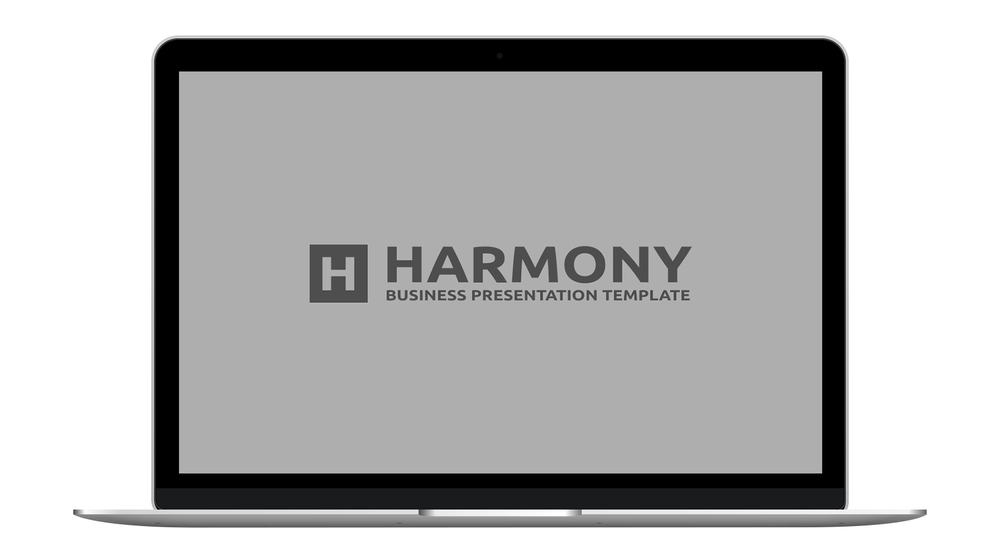 H
HARMONY
BUSINESS PRESENTATION TEMPLATE